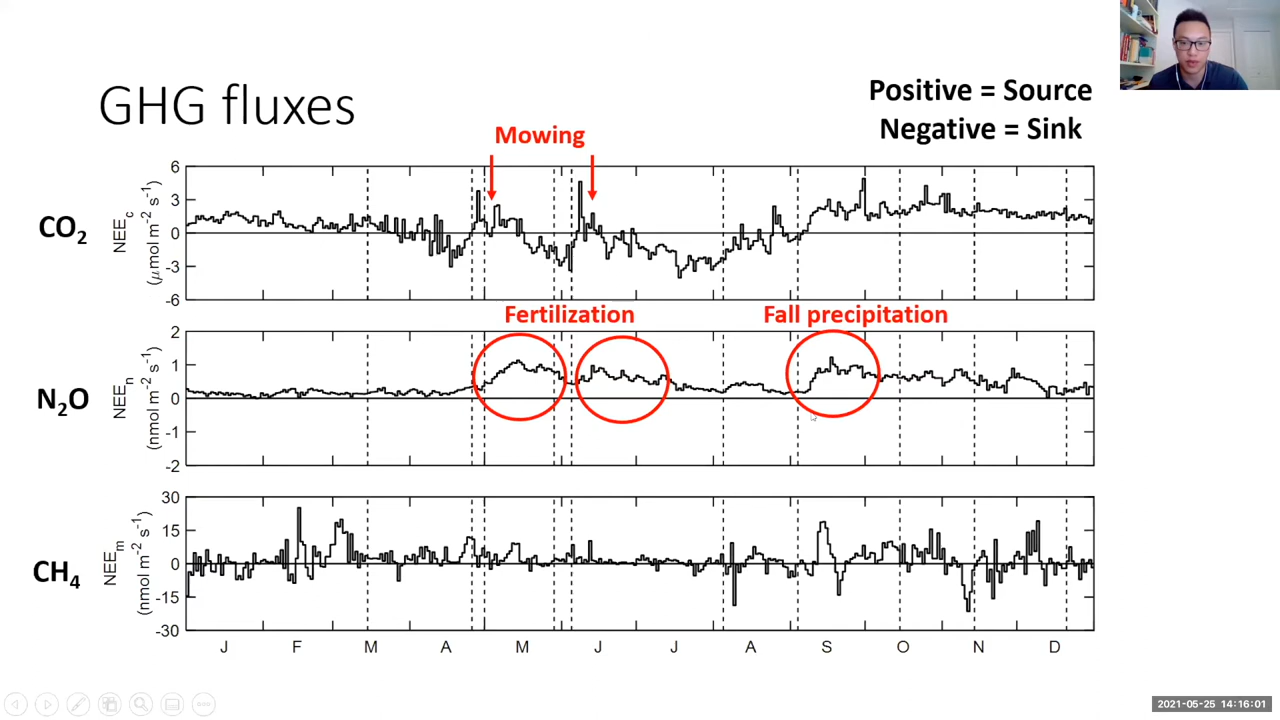 GHG fluxes
Positive = Source
Negative = Sink
Mowing
CO2
NEEc
(μmol m-2 s-1)
6
3
0
-3
-6
Fertilization
Fall precipitation
N2O
NEEn
(nmol m-2 s-1)
2
1
0
-1
-2
CH4
NEEm
(nmol m-2 s-1)
30
15
0
-15
-30
J F M A M J J A S O N D
2021-05-25 14:16:01